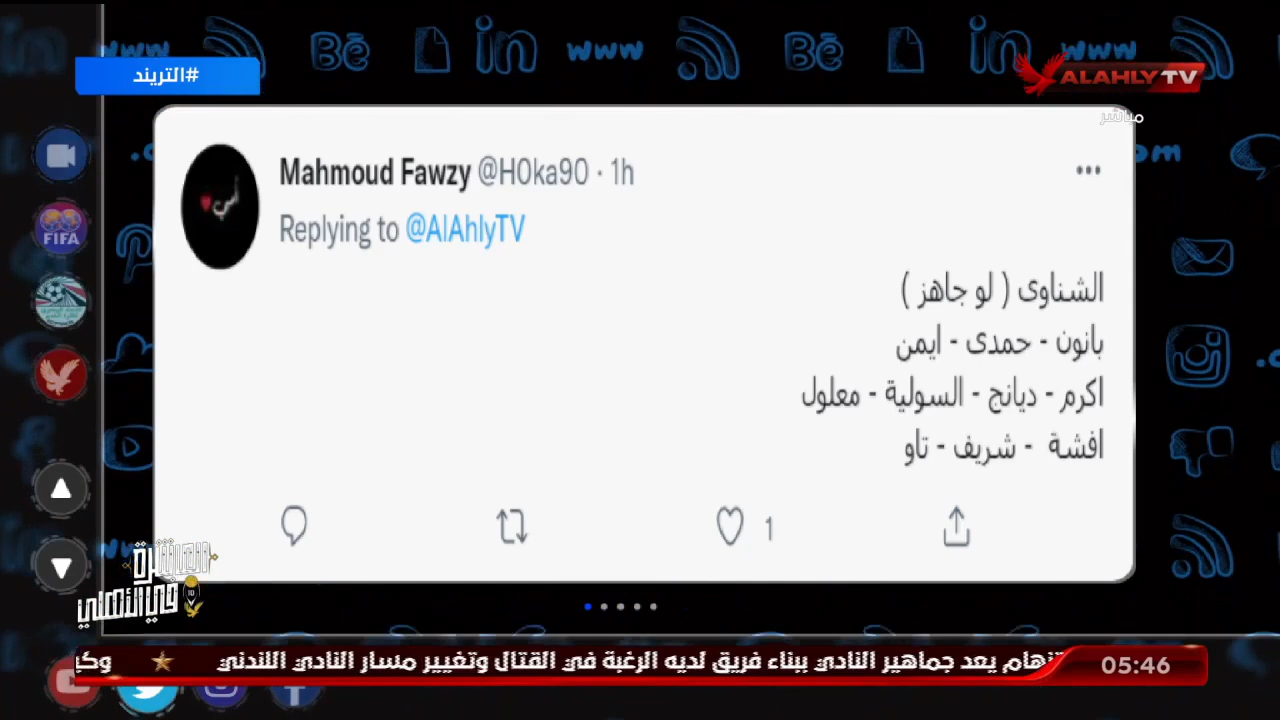 #التريند
ALAHLY TV
مباشر
Mahmoud Fawzy @H0ka90 · 1h
Replying to @AlAhlyTV
الشناوى ( لو جاهز )
بانون - حمدى - ايمن
اكرم - ديانج - السولية - معلول
افشة - شريف - تاو
1
FIFA
في الأهلي
يعد جماهير النادي ببناء فريق لديه الرغبة في القتال وتغيير مسار النادي اللندني
05:46